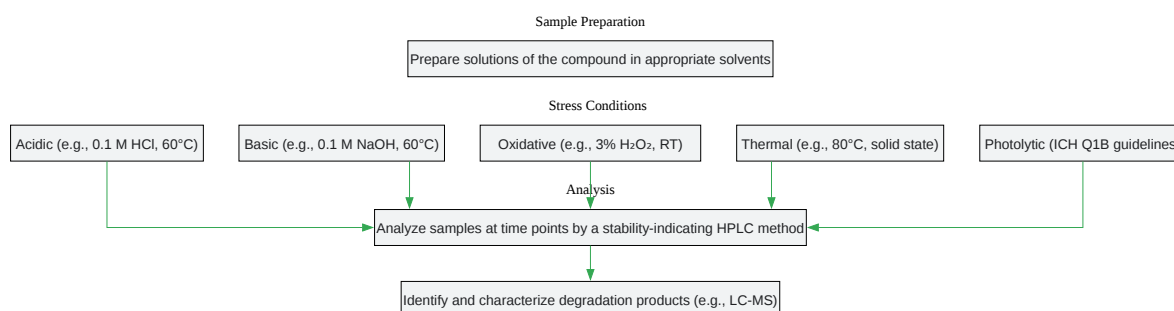 Sample Preparation
Prepare solutions of the compound in appropriate solvents
Stress Conditions
Acidic (e.g., 0.1 M HCl, 60°C)
Basic (e.g., 0.1 M NaOH, 60°C)
Oxidative (e.g., 3% H₂O₂, RT)
Thermal (e.g., 80°C, solid state)
Photolytic (ICH Q1B guidelines
Analysis
Analyze samples at time points by a stability-indicating HPLC method
Identify and characterize degradation products (e.g., LC-MS)